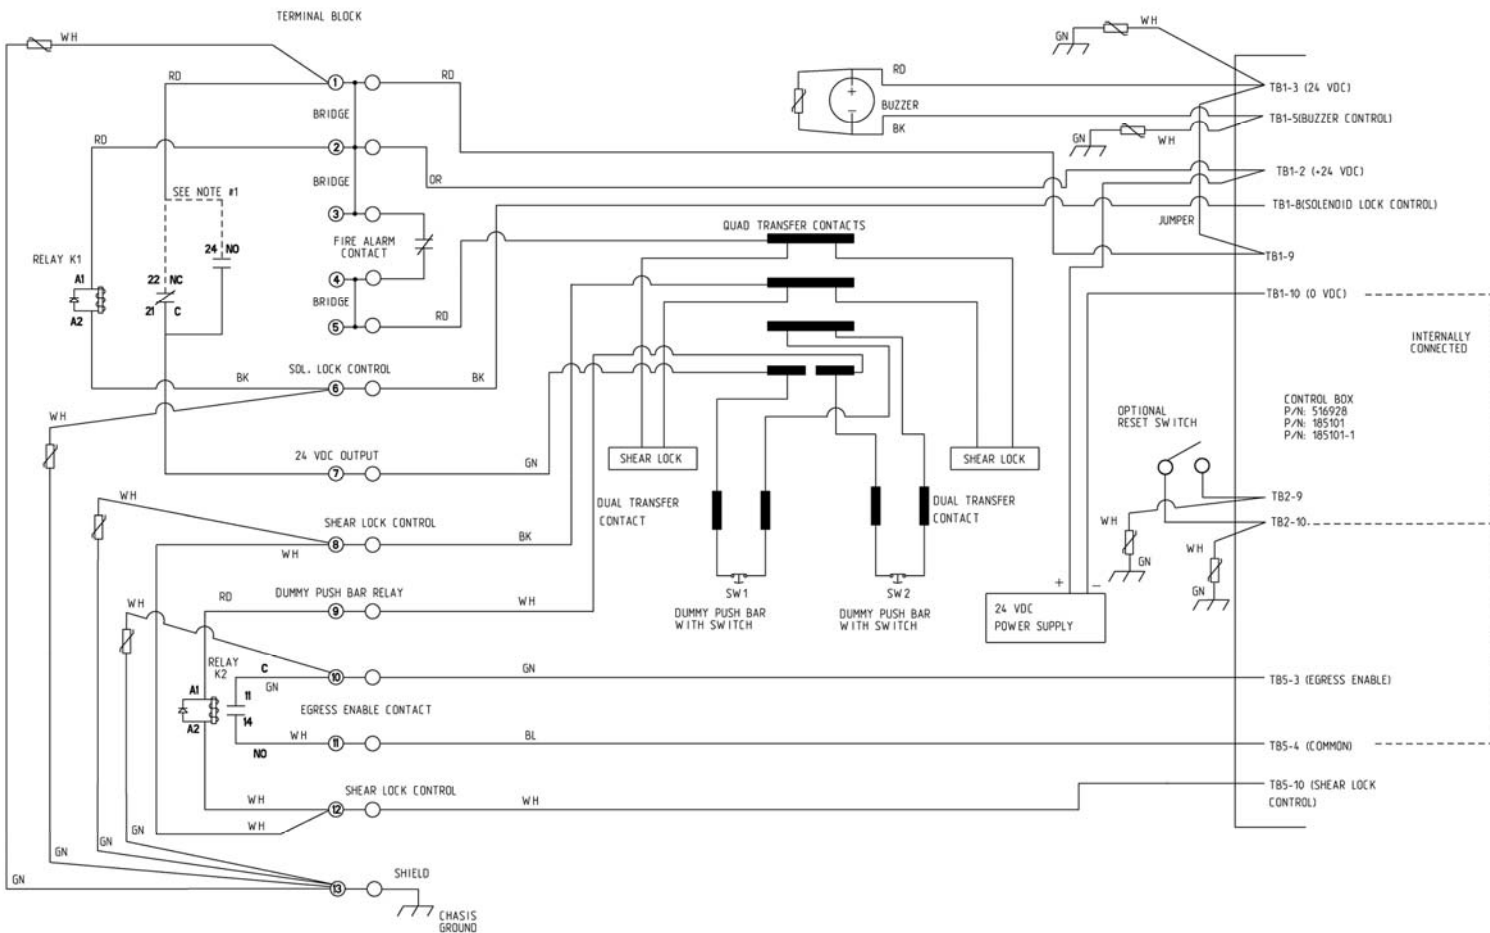 TERMINAL BLOCK
WH
WH
GN
RD
1
RD
RD
TB1-3 (24 VDC)
BRIDGE
+
BUZZER
-
BK
TB1-5(BUZZER CONTROL)
GN
WH
RD
2
BRIDGE
OR
TB1-2 (+24 VDC)
SEE NOTE #1
3
TB1-8(SOLENOID LOCK CONTROL)
QUAD TRANSFER CONTACTS
JUMPER
FIRE ALARM
CONTACT
24 NO
RELAY K1
TB1-9
A1
22 NC
4
TB1-10 (0 VDC)
BRIDGE
21 C
A2
RD
5
INTERNALLY
CONNECTED
SOL. LOCK CONTROL
BK
6
BK
WH
CONTROL BOX
P/N: 516928
P/N: 185101
P/N: 185101-1
OPTIONAL
RESET SWITCH
24 VDC OUTPUT
7
GN
SHEAR LOCK
SHEAR LOCK
WH
DUAL TRANSFER
CONTACT
DUAL TRANSFER
CONTACT
TB2-9
SHEAR LOCK CONTROL
WH
TB2-10
8
BK
WH
WH
GN
SW1
SW2
+
-
GN
DUMMY PUSH BAR RELAY
RD
WH
9
WH
DUMMY PUSH BAR
WITH SWITCH
DUMMY PUSH BAR
WITH SWITCH
24 VDC
POWER SUPPLY
RELAY
K2
C
10
GN
TB5-3 (EGRESS ENABLE)
GN
A1
11
EGRESS ENABLE CONTACT
14
A2
WH
11
BL
TB5-4 (COMMON)
NO
SHEAR LOCK CONTROL
TB5-10 (SHEAR LOCK
CONTROL)
WH
12
WH
WH
GN
GN
GN
13
SHIELD
CHASIS
GROUND